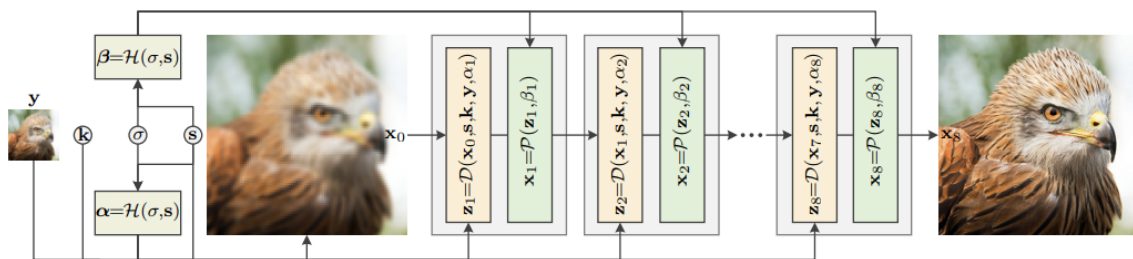 β=H(σ,s)
y
k
σ
s
α=H(σ,s)
x₀
z₁=D(x₀,s,k,y,α₁)
x₁=P(z₁,β₁)
z₂=D(x₁,s,k,y,α₂)
x₂=P(z₂,β₂)
z₈=D(x₇,s,k,y,α₈)
x₈=P(z₈,β₈)
x₈